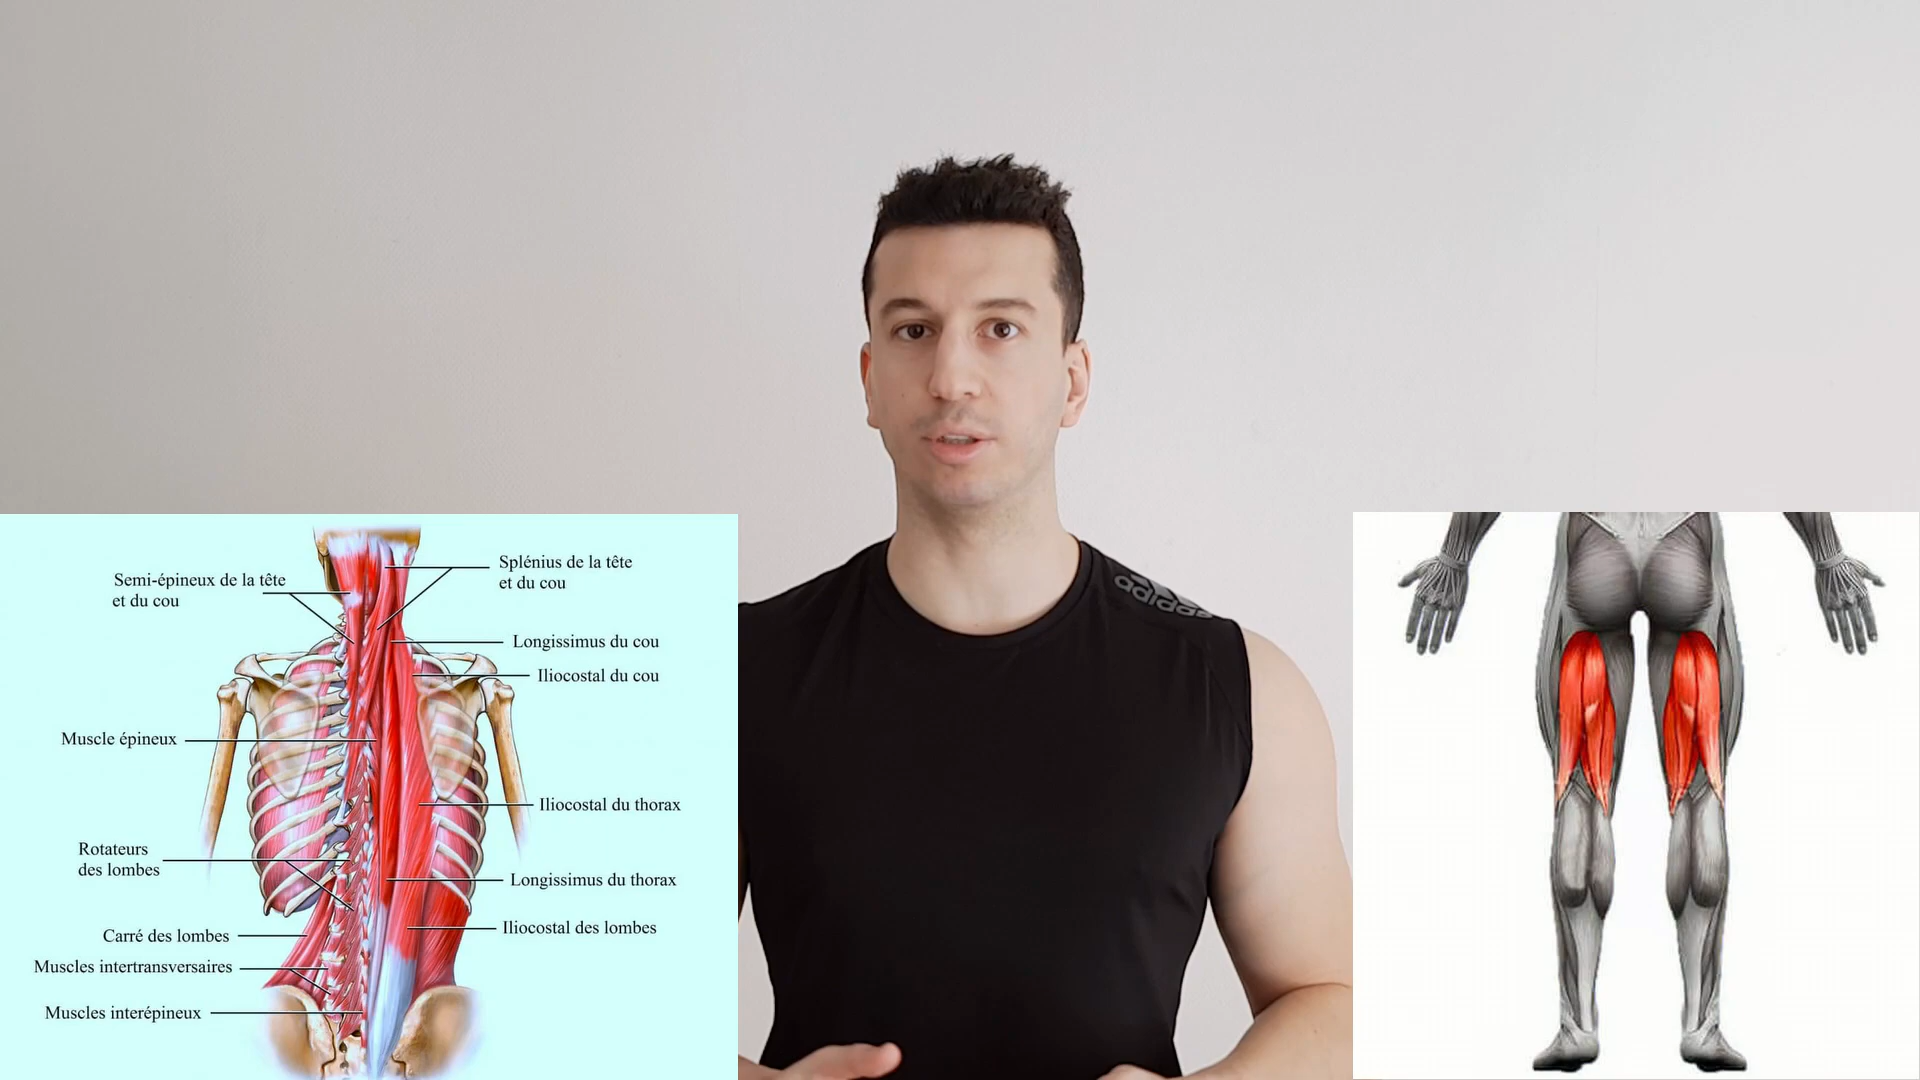 Semi-épineux de la tête
et du cou
Splénius de la tête
et du cou
Longissimus du cou
Iliocostal du cou
Muscle épineux
Iliocostal du thorax
Rotateurs
des lombes
Longissimus du thorax
Iliocostal des lombes
Carré des lombes
Muscles intertransversaires
Muscles interépineux
adidas